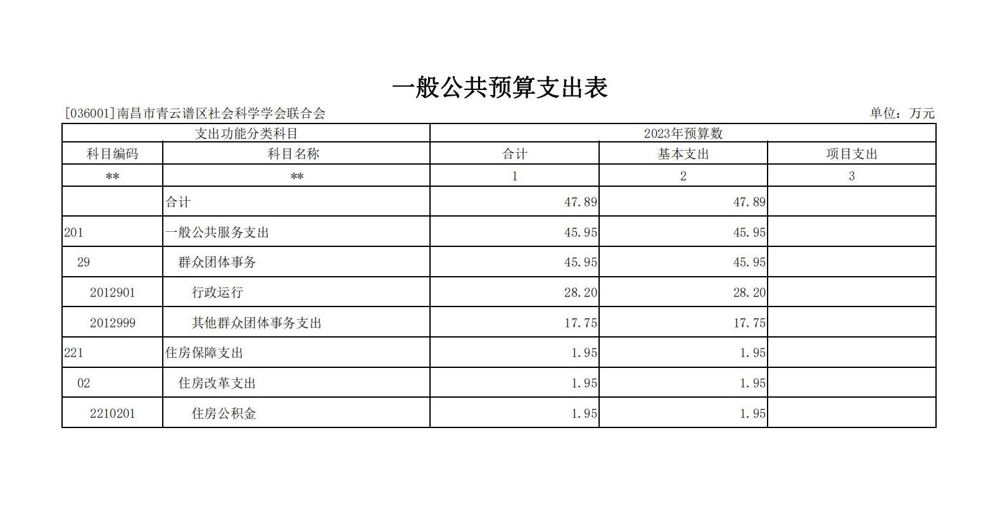 一般公共预算支出表
[036001]南昌市青云谱区社会科学学会联合会 单位：万元
支出功能分类科目 2023年预算数
科目编码 科目名称 合计 基本支出 项目支出
** ** 1 2 3
合计 47.89 47.89
201 一般公共服务支出 45.95 45.95
29 群众团体事务 45.95 45.95
2012901 行政运行 28.20 28.20
2012999 其他群众团体事务支出 17.75 17.75
221 住房保障支出 1.95 1.95
02 住房改革支出 1.95 1.95
2210201 住房公积金 1.95 1.95